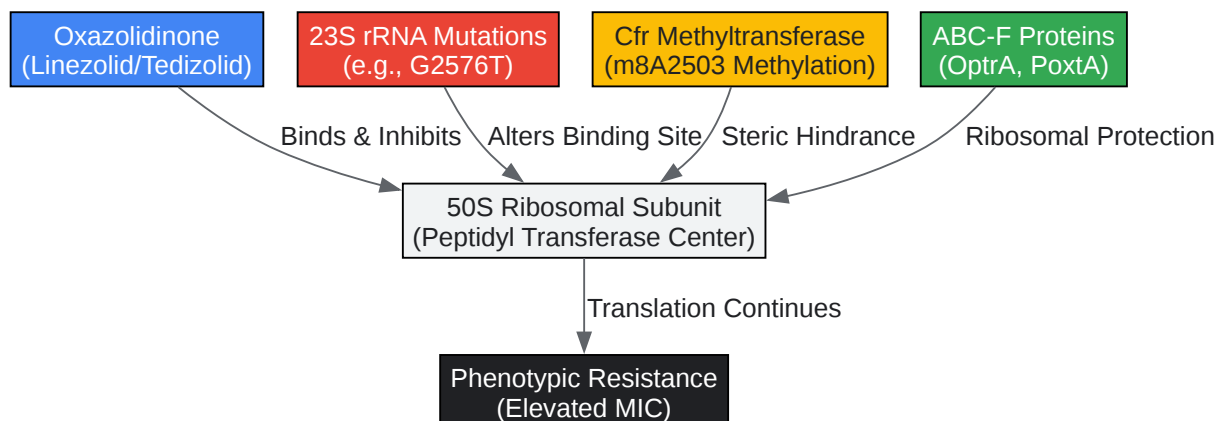 Oxazolidinone
(Linezolid/Tedizolid)
23S rRNA Mutations
(e.g., G2576T)
Cfr Methyltransferase
(m8A2503 Methylation)
ABC-F Proteins
(OptrA, PoxtA)
Binds & Inhibits
Alters Binding Site
Steric Hindrance
Ribosomal Protection
50S Ribosomal Subunit
(Peptidyl Transferase Center)
Translation Continues
Phenotypic Resistance
(Elevated MIC)